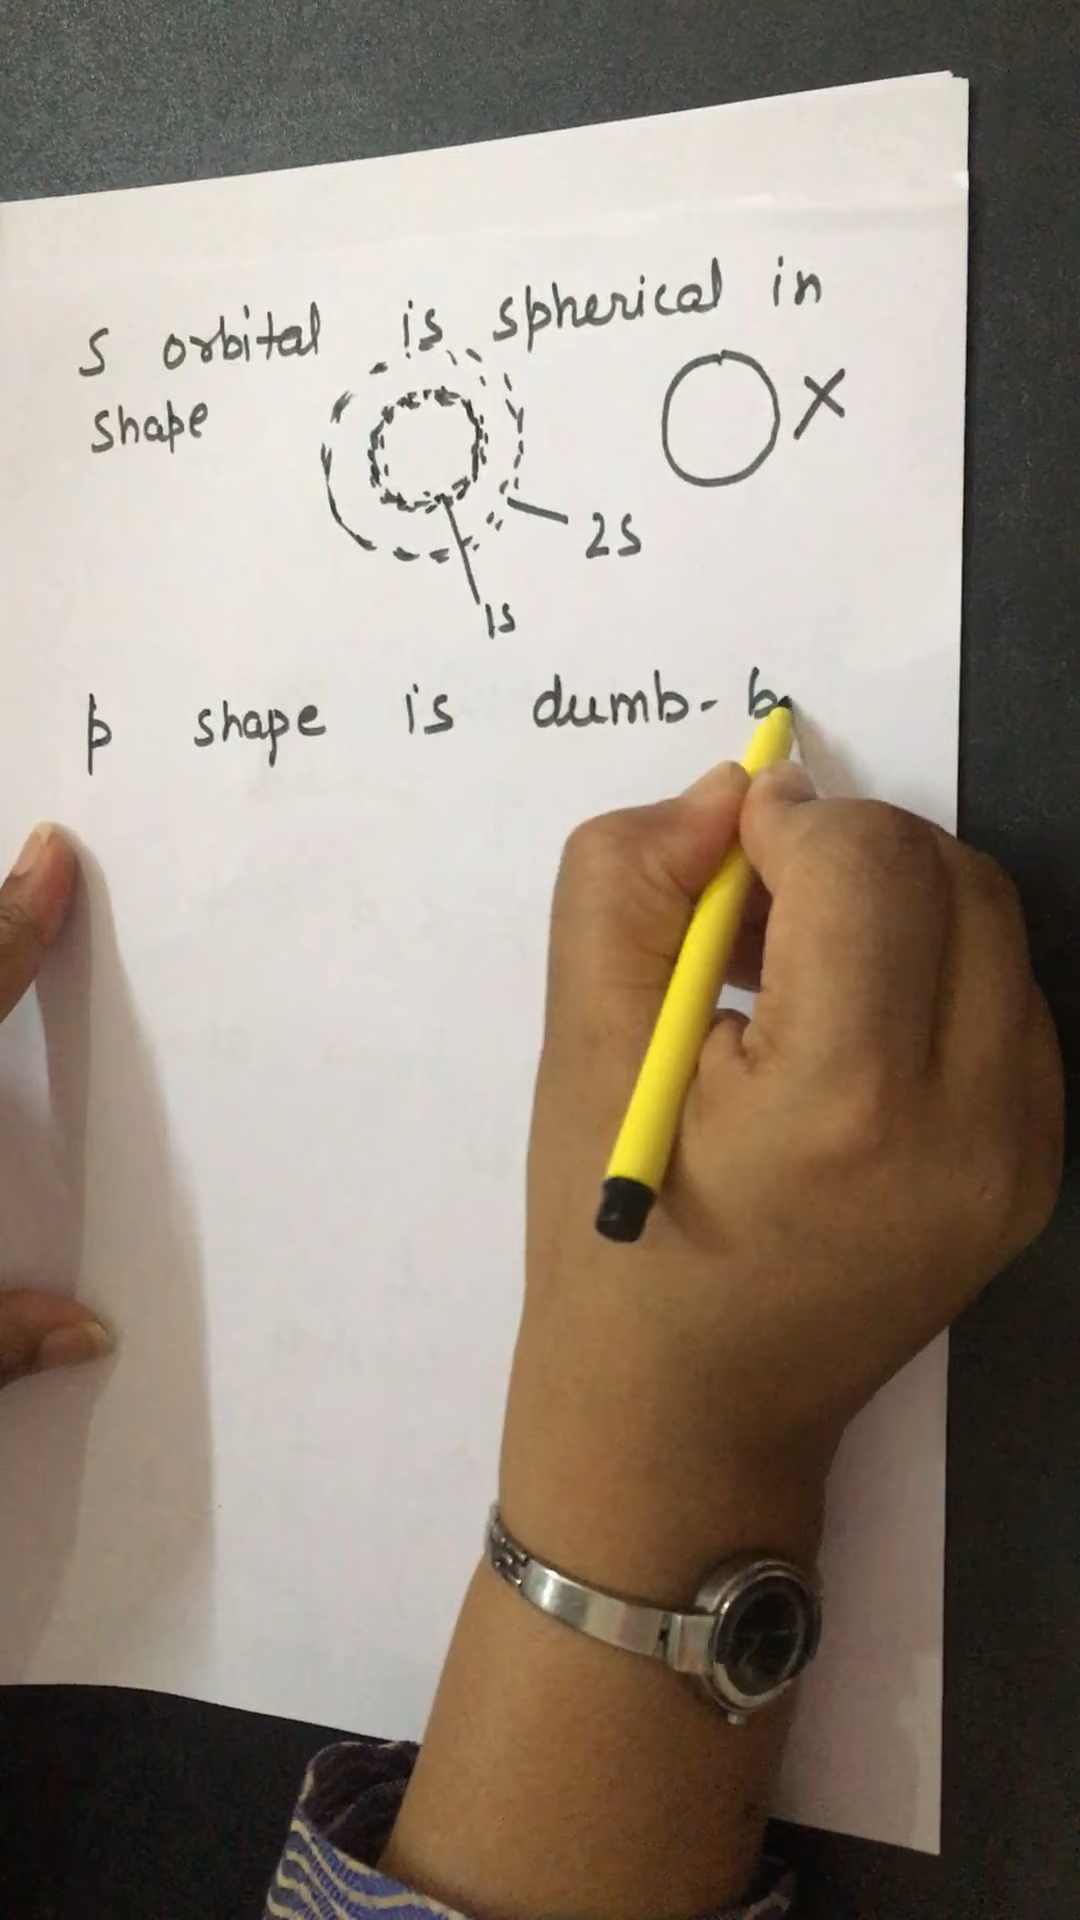 S orbital is spherical in
shape
X
2S
1S
p shape is dumb-b